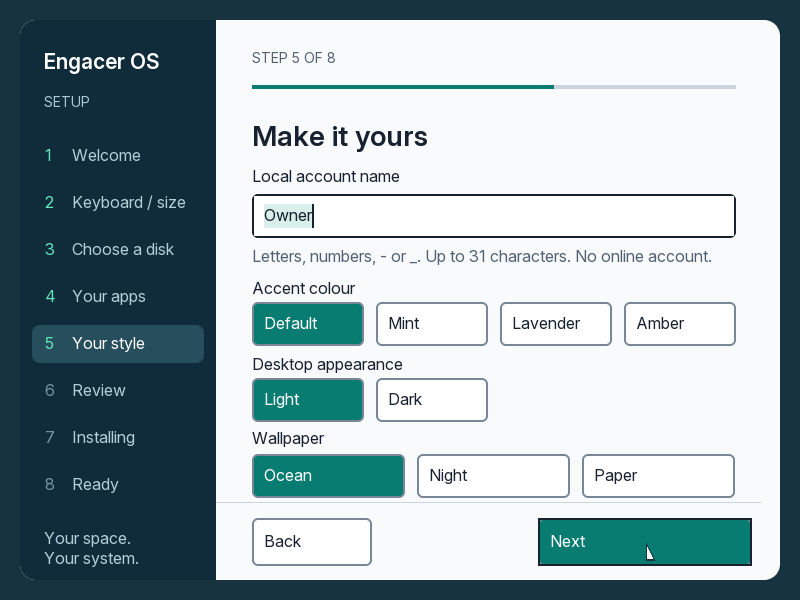 Engacer OS
SETUP
1 Welcome
2 Keyboard / size
3 Choose a disk
4 Your apps
5 Your style
6 Review
7 Installing
8 Ready
Your space.
Your system.
STEP 5 OF 8
Make it yours
Local account name
Owner
Letters, numbers, - or _. Up to 31 characters. No online account.
Accent colour
Default Mint Lavender Amber
Desktop appearance
Light Dark
Wallpaper
Ocean Night Paper
Back Next